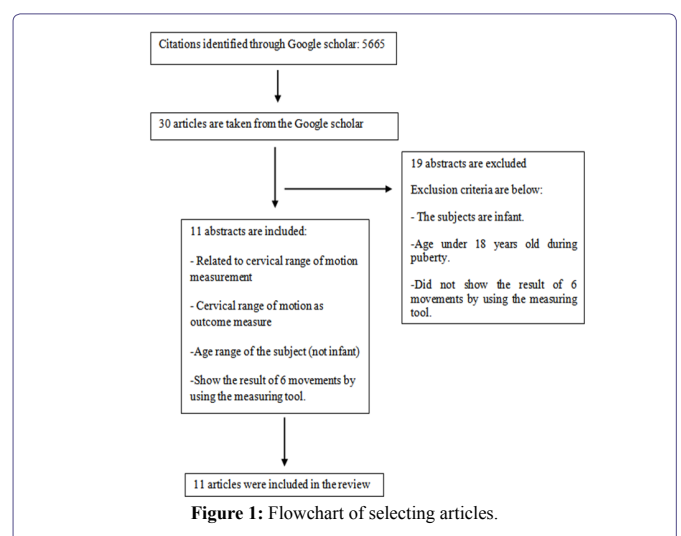 Citations identified through Google scholar: 5665
30 articles are taken from the Google scholar
19 abstracts are excluded
Exclusion criteria are below:
- The subjects are infant.
-Age under 18 years old during
puberty.
-Did not show the result of 6
movements by using the measuring
tool.
11 abstracts are included:
- Related to cervical range of motion
measurement
- Cervical range of motion as
outcome measure
-Age range of the subject (not infant)
-Show the result of 6 movements by
using the measuring tool.
11 articles were included in the review
Figure 1: Flowchart of selecting articles.